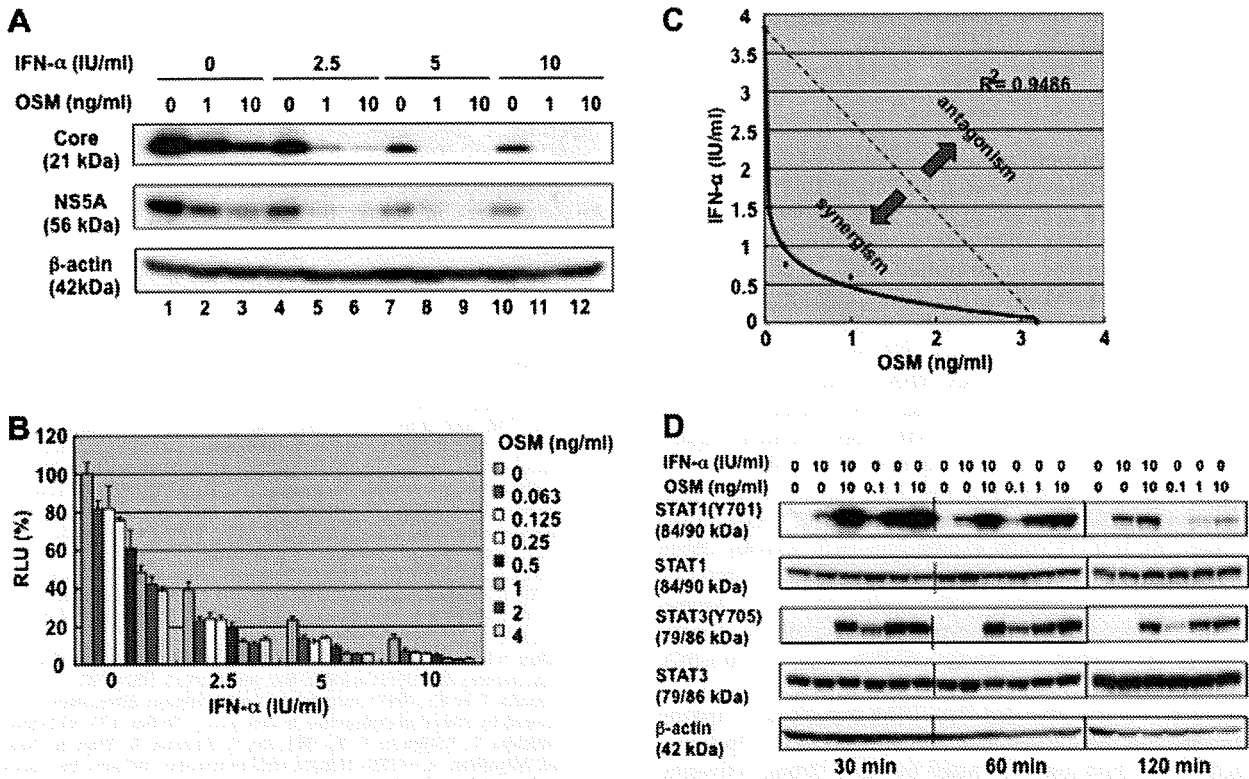 A
IFN-α (IU/ml) 0 2.5 5 10
OSM (ng/ml) 0 1 10 0 1 10 0 1 10 0 1 10
Core
(21 kDa)
NS5A
(56 kDa)
β-actin
(42kDa)
1 2 3 4 5 6 7 8 9 10 11 12
B
120
100
80
60
40
20
0
RLU (%)
0 2.5 5 10
IFN-α (IU/ml)
OSM (ng/ml)
0
0.063
0.125
0.25
0.5
1
2
4
C
4
3.5
3
2.5
2
1.5
1
0.5
0
IFN-α (IU/ml)
R²= 0.9486
antagonism
synergism
0 1 2 3 4
OSM (ng/ml)
D
IFN-α (IU/ml) 0 10 10 0 0 0 0 10 10 0 0 0 0 10 10 0 0 0
OSM (ng/ml) 0 0 10 0.1 1 10 0 0 10 0.1 1 10 0 0 10 0.1 1 10
STAT1(Y701)
(84/90 kDa)
STAT1
(84/90 kDa)
STAT3(Y705)
(79/86 kDa)
STAT3
(79/86 kDa)
β-actin
(42 kDa)
30 min 60 min 120 min